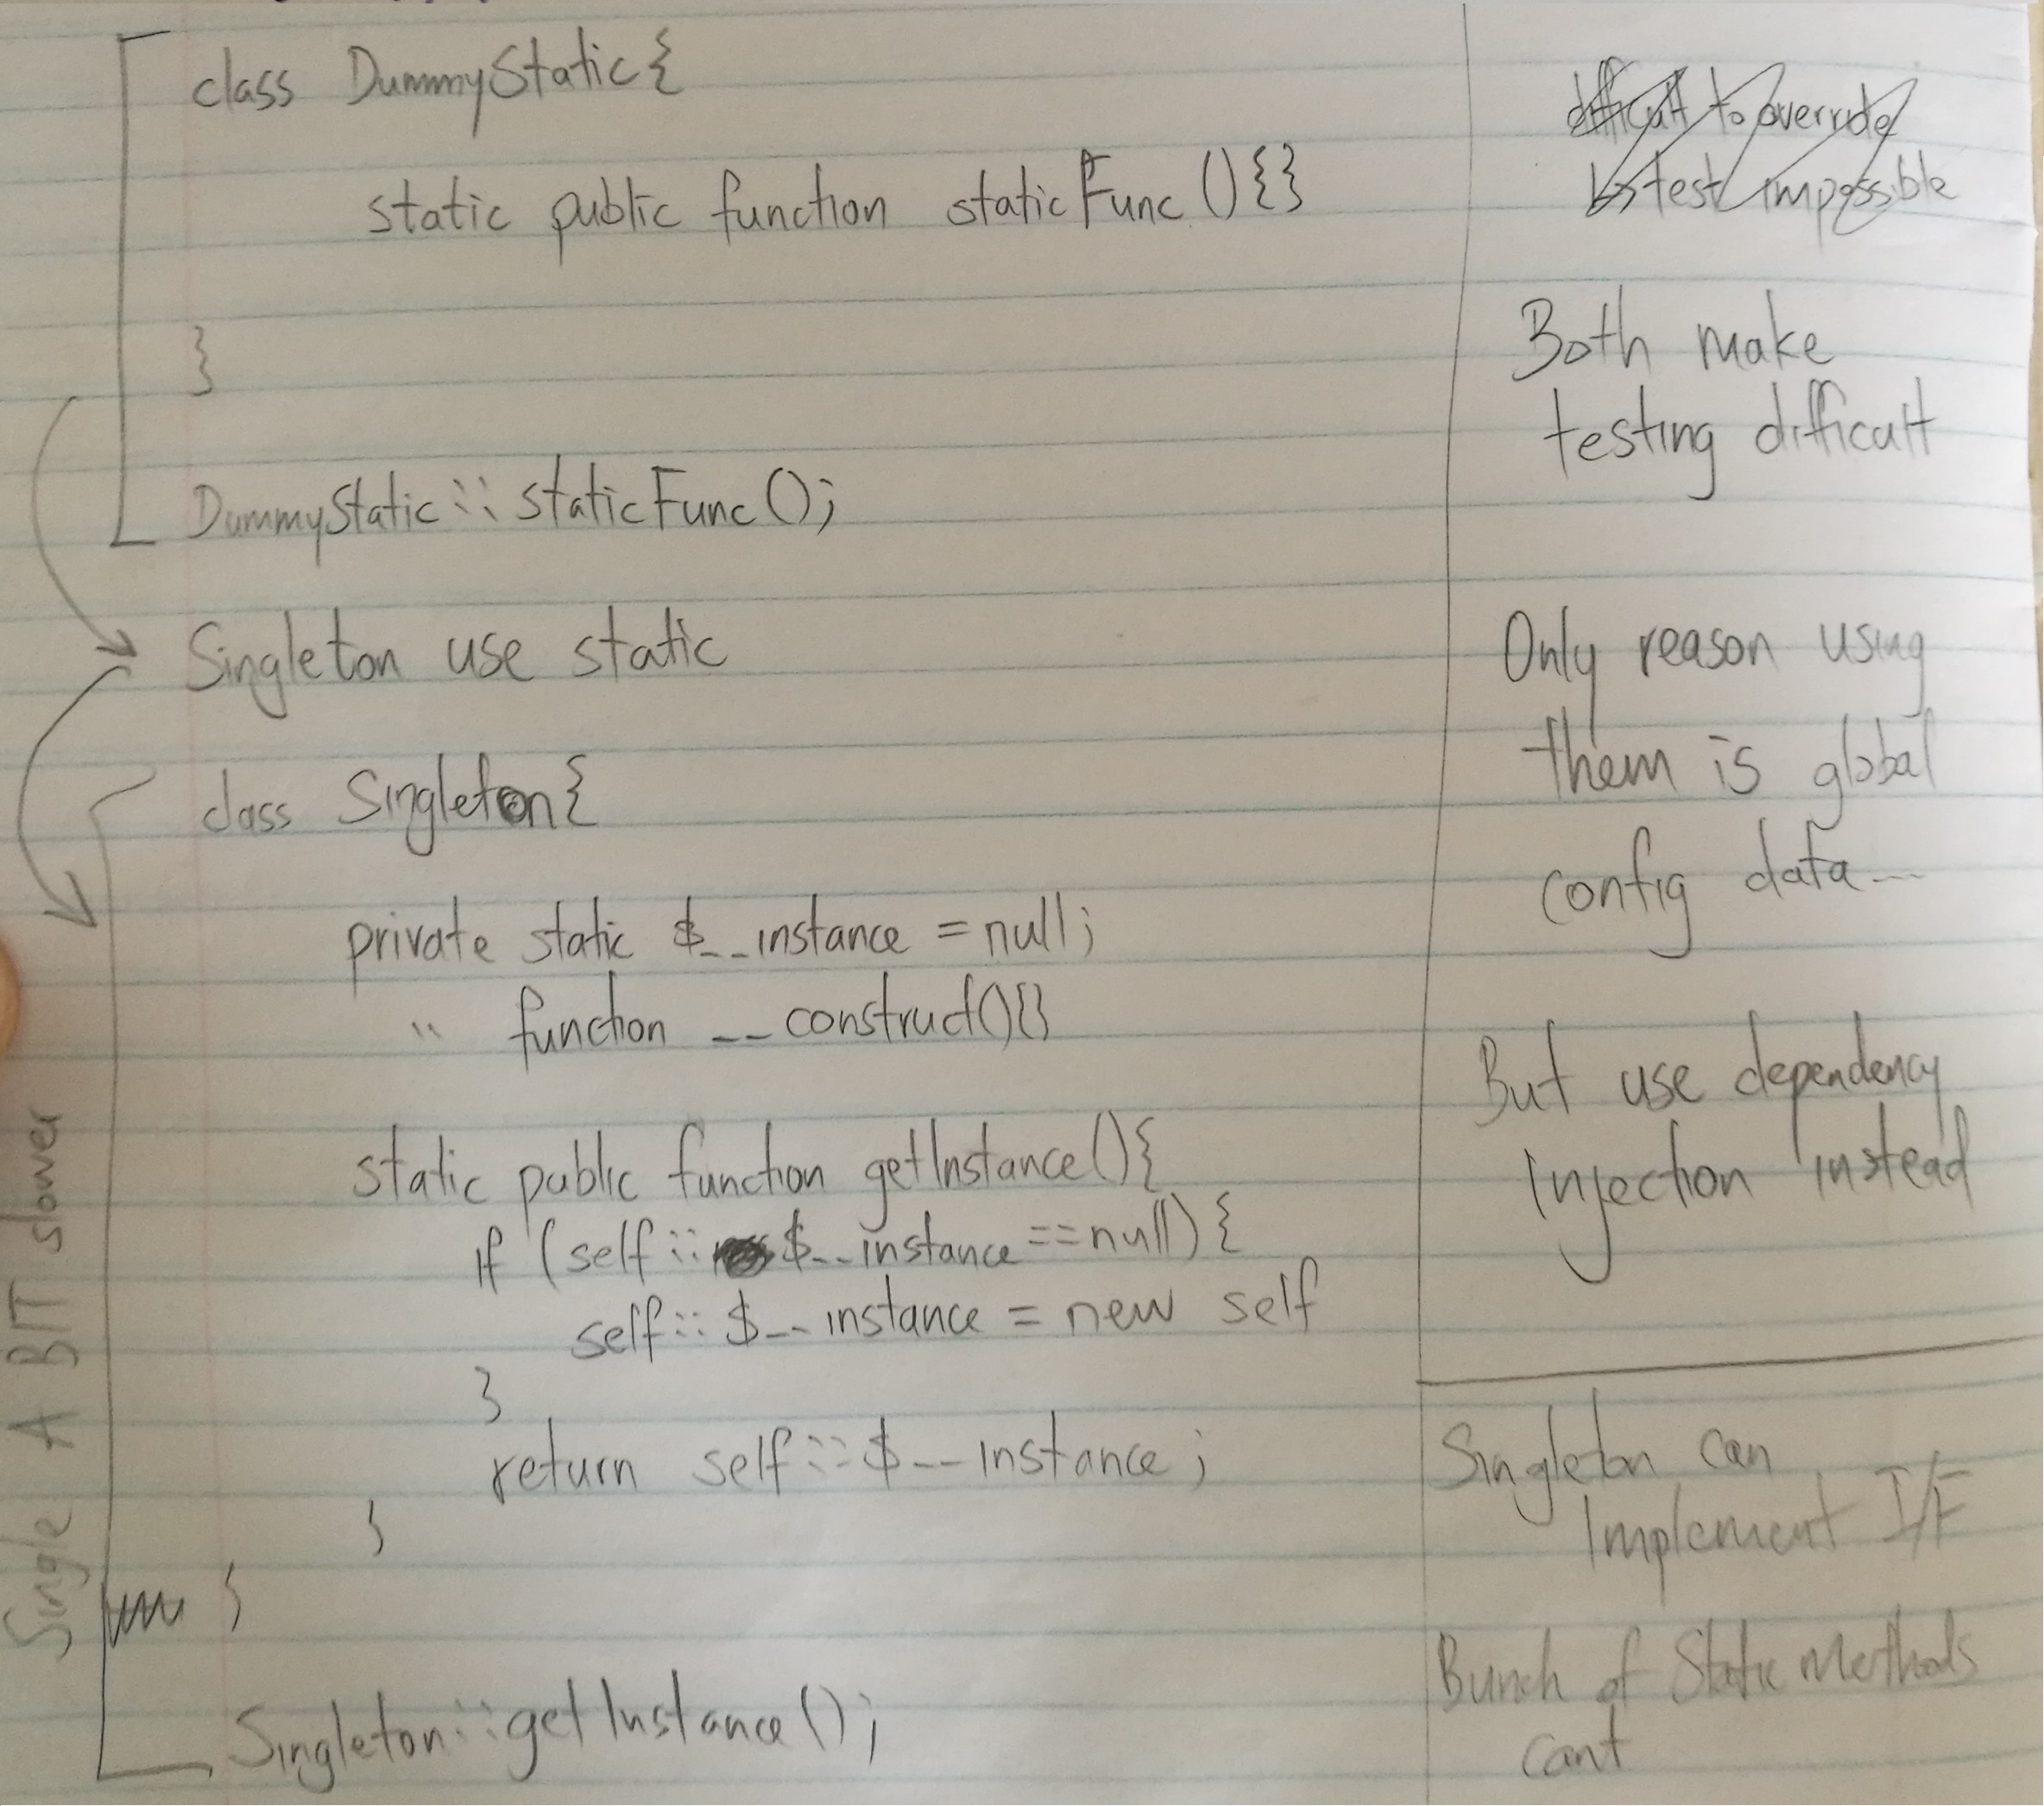 class DummyStatic{
static public function staticFunc(){}
}
DummyStatic::staticFunc();
Singleton use static
class Singleton{
private static $__instance = null;
" function __construct(){}
static public function getInstance(){
if (self::$__instance == null) {
self::$__instance = new self
}
return self::$__instance;
}
}
Singleton::getInstance();
Single A BIT slower
difficult to override
test impossible
Both make
testing difficult
Only reason using
them is global
config data...
But use dependency
injection instead
Singleton can
Implement I/F
Bunch of Static Methods
cant